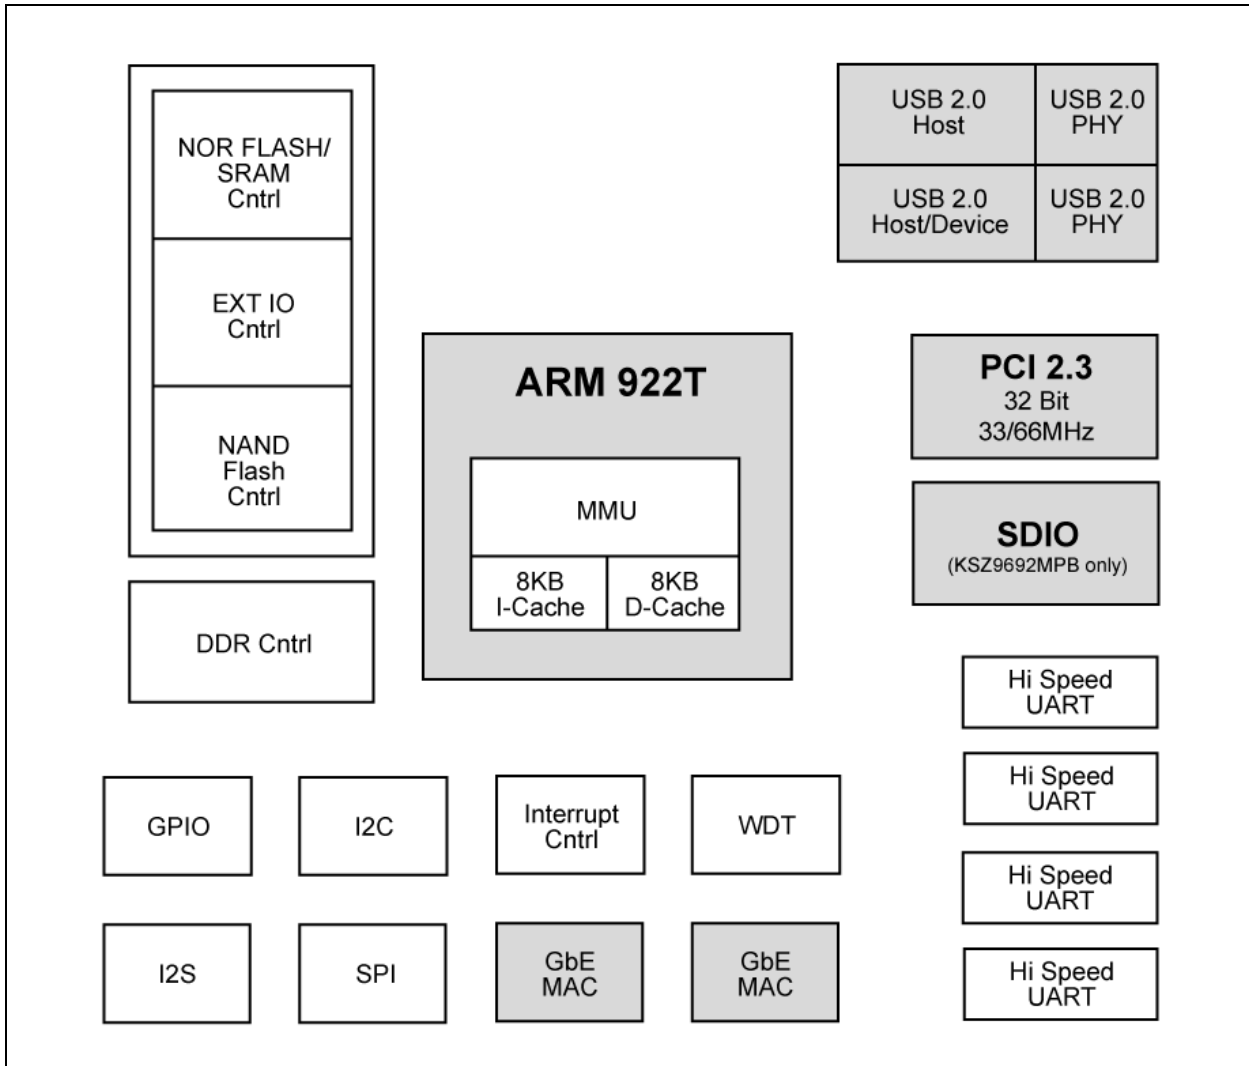 NOR FLASH/
SRAM
Cntrl
EXT IO
Cntrl
NAND
Flash
Cntrl
DDR Cntrl
ARM 922T
MMU
8KB
I-Cache
8KB
D-Cache
USB 2.0
Host
USB 2.0
PHY
USB 2.0
Host/Device
USB 2.0
PHY
PCI 2.3
32 Bit
33/66MHz
SDIO
(KSZ9692MPB only)
Hi Speed
UART
Hi Speed
UART
Hi Speed
UART
Hi Speed
UART
GPIO
I2C
Interrupt
Cntrl
WDT
I2S
SPI
GbE
MAC
GbE
MAC